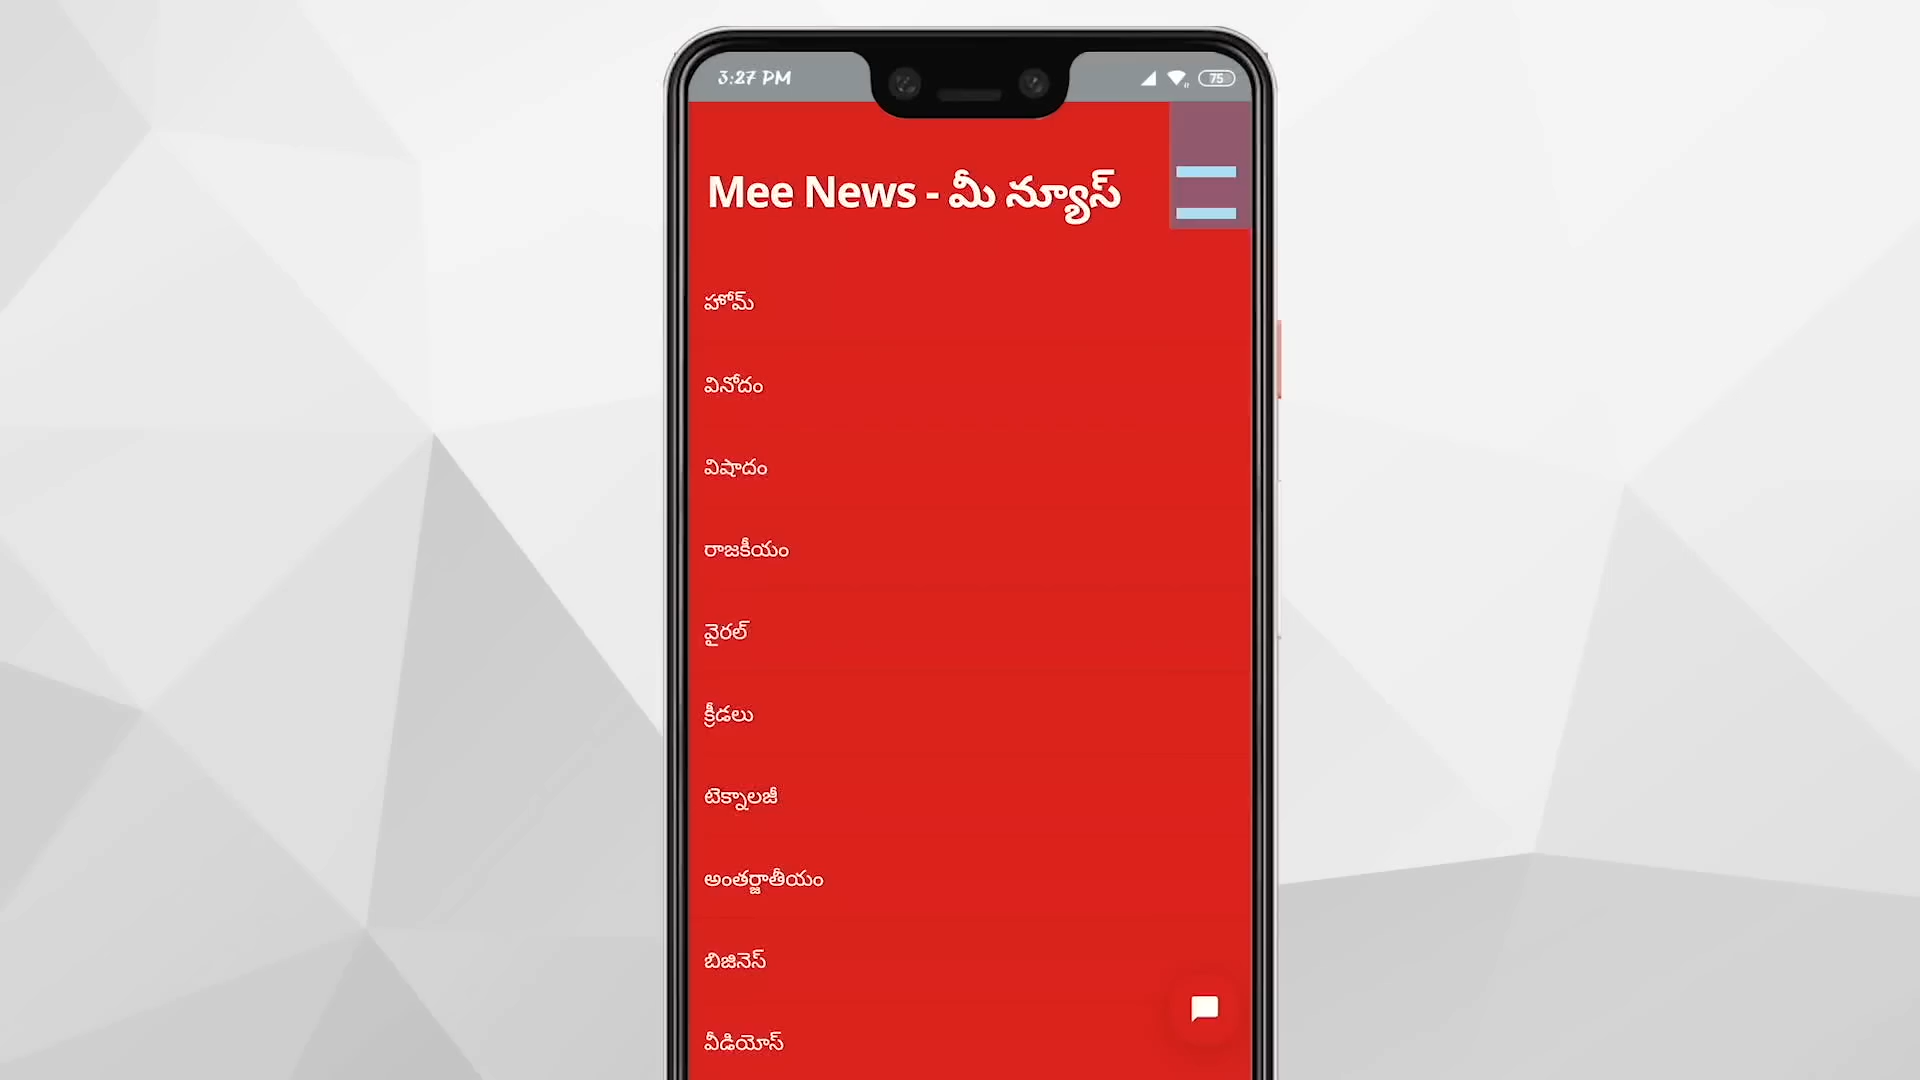 3:27 PM
75
Mee News - మీ న్యూస్
హోమ్
వినోదం
విషాదం
రాజకీయం
వైరల్
క్రీడలు
టెక్నాలజీ
అంతర్జాతీయం
బిజినెస్
వీడియోస్